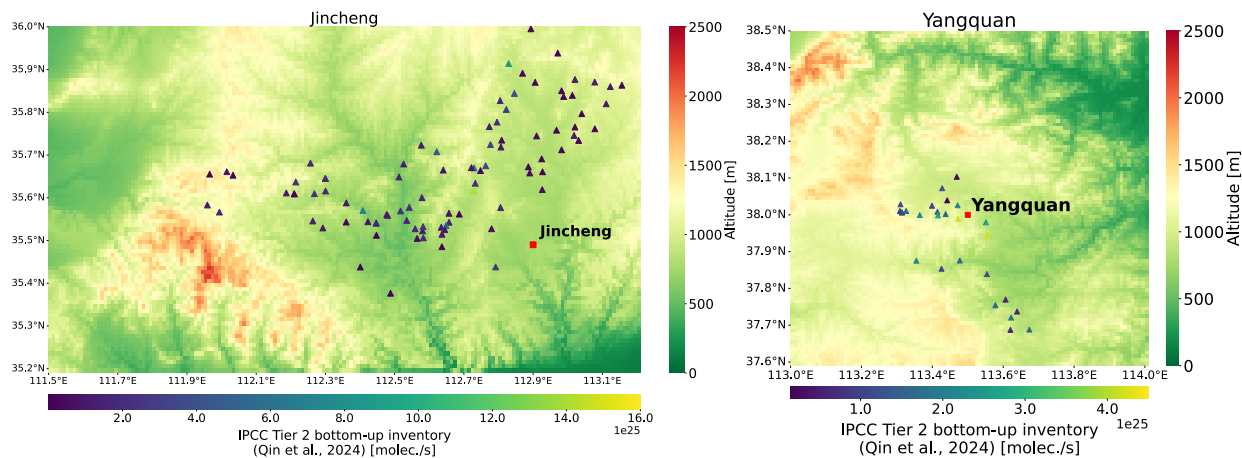 Jincheng
36.0°N
35.9°N
35.8°N
35.7°N
35.6°N
35.5°N
35.4°N
35.3°N
35.2°N
111.5°E 111.7°E 111.9°E 112.1°E 112.3°E 112.5°E 112.7°E 112.9°E 113.1°E
Jincheng
2500
2000
1500
1000
500
0
Altitude [m]
2.0 4.0 6.0 8.0 10.0 12.0 14.0 16.0
1e25
IPCC Tier 2 bottom-up inventory
(Qin et al., 2024) [molec./s]
Yangquan
38.5°N
38.4°N
38.3°N
38.2°N
38.1°N
38.0°N
37.9°N
37.8°N
37.7°N
37.6°N
113.0°E 113.2°E 113.4°E 113.5°E 113.7°E 113.8°E 114.0°E
Yangquan
2500
2000
1500
1000
500
0
Altitude [m]
1.0 2.0 3.0 4.0
1e25
IPCC Tier 2 bottom-up inventory
(Qin et al., 2024) [molec./s]